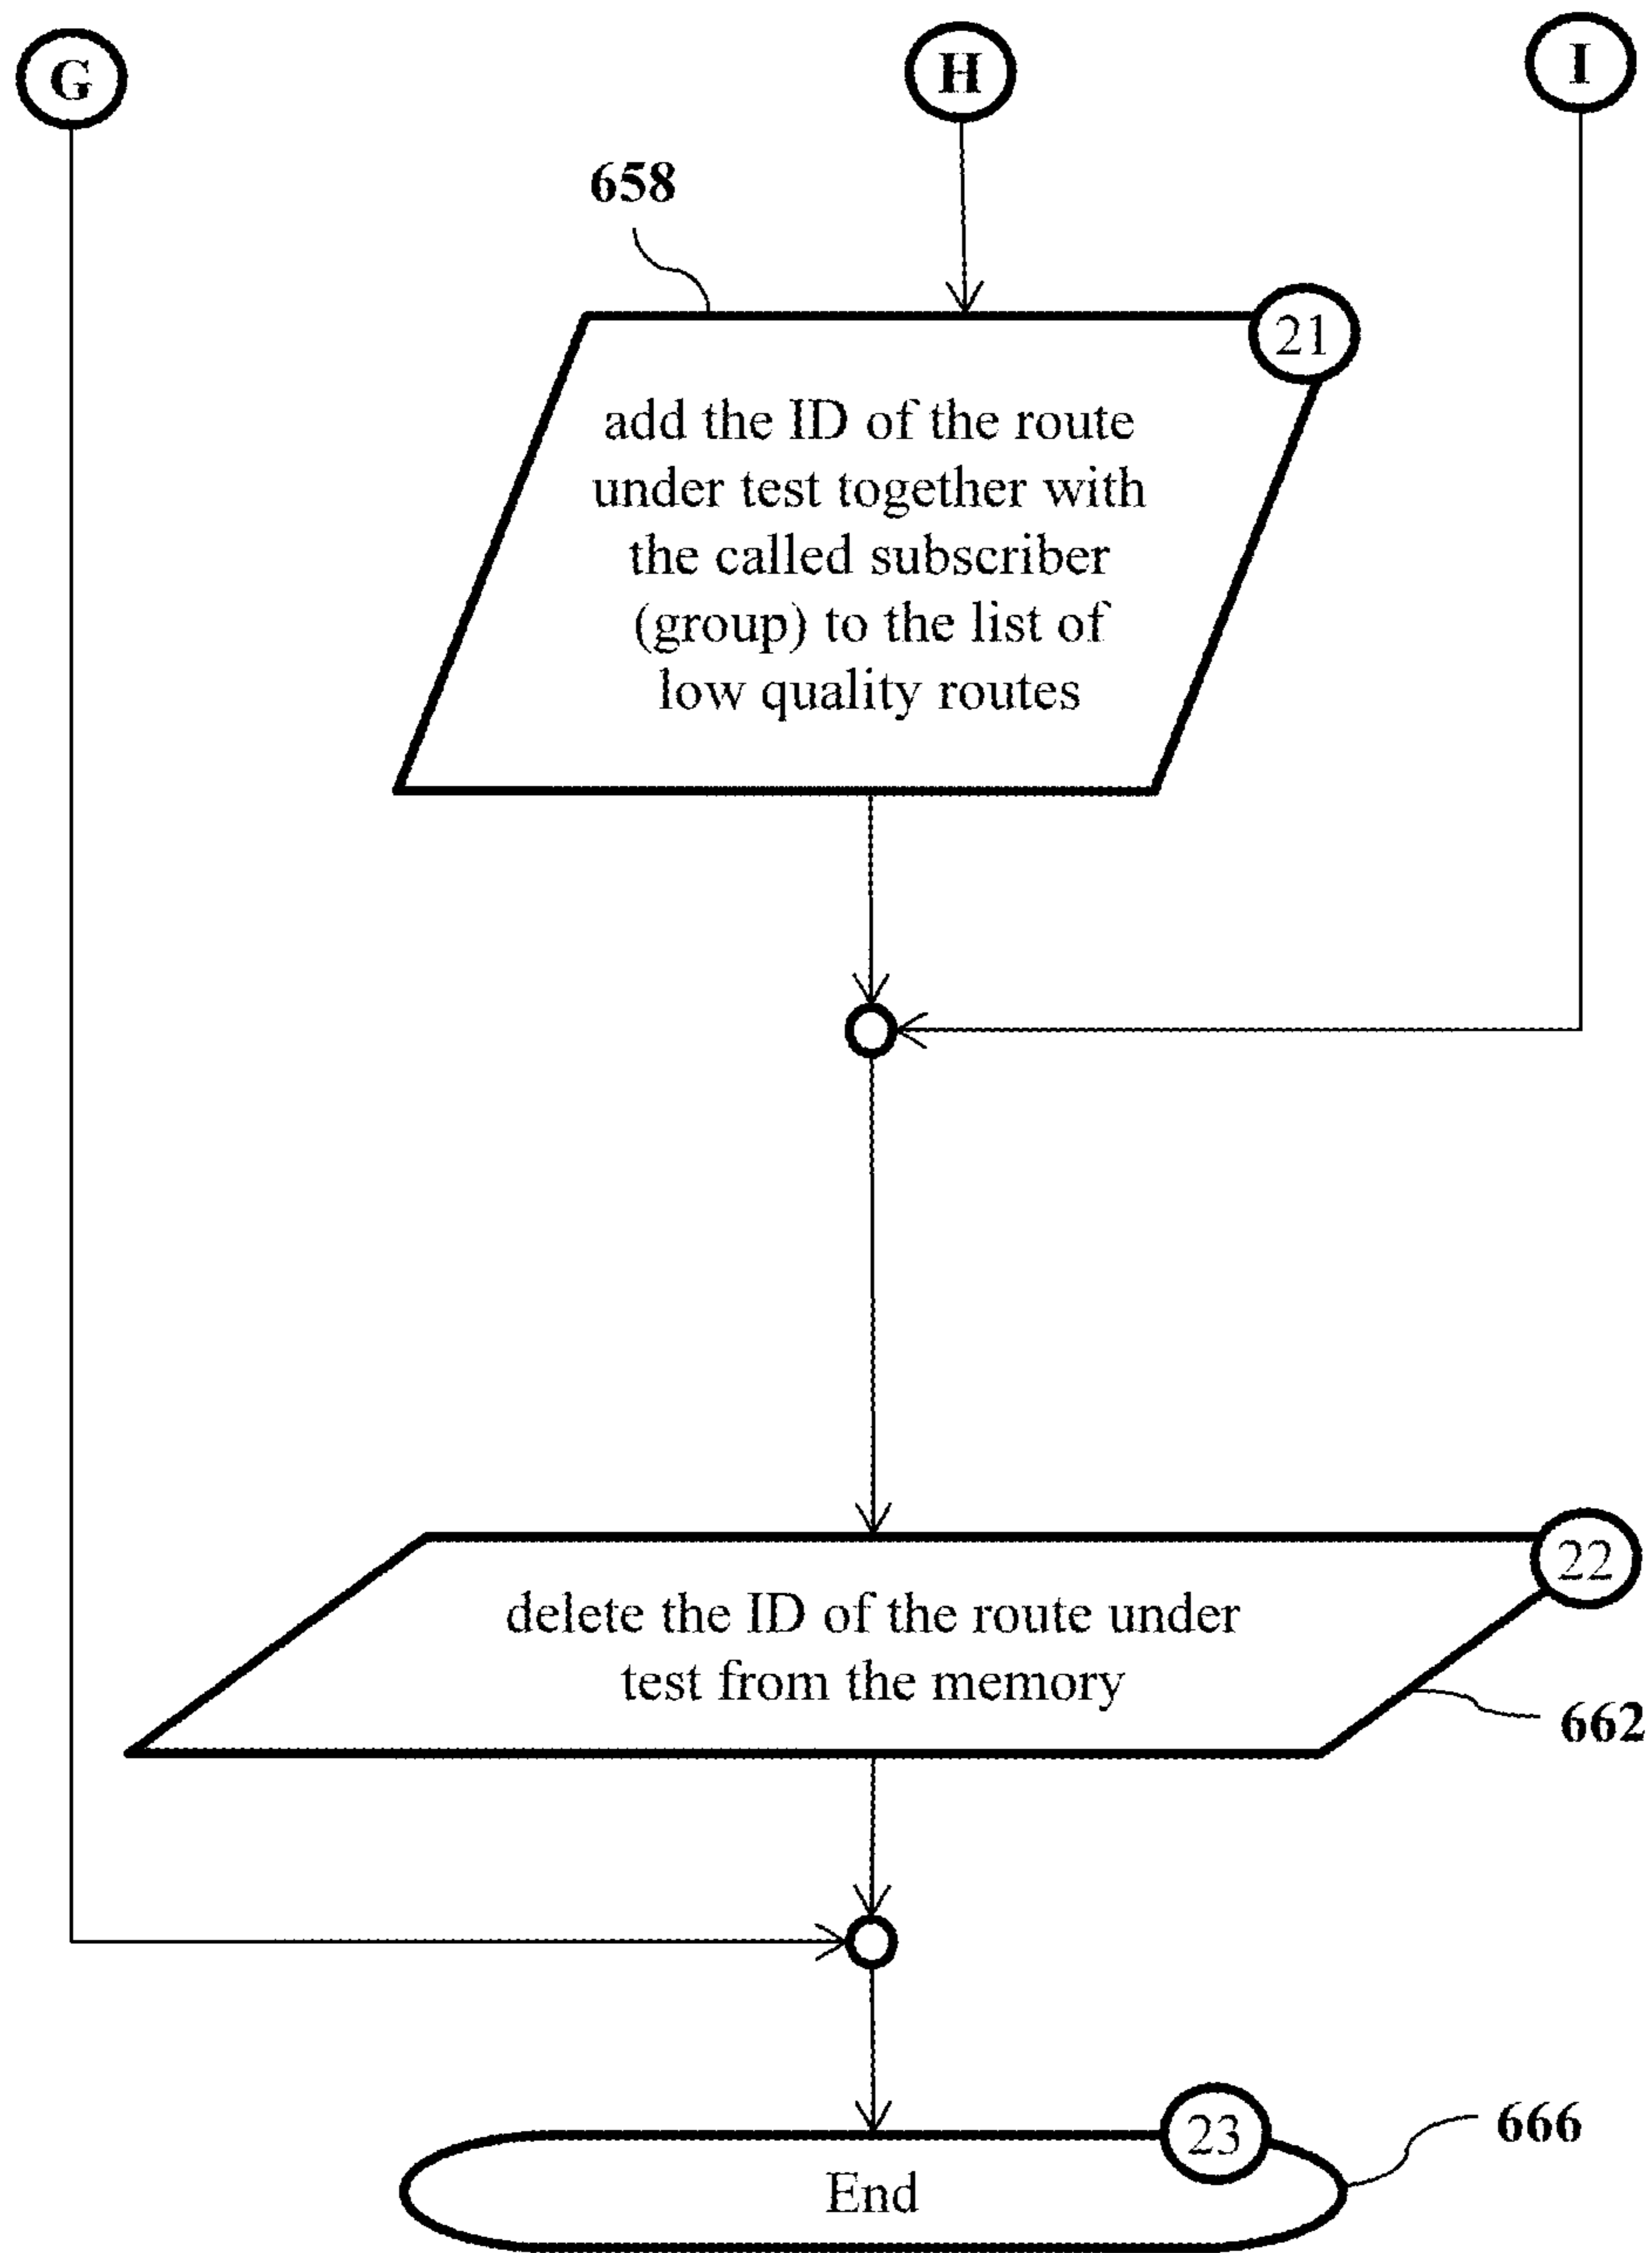 G
H
I
658
21
add the ID of the route
under test together with
the called subscriber
(group) to the list of
low quality routes
22
delete the ID of the route under
test from the memory
662
23
666
End